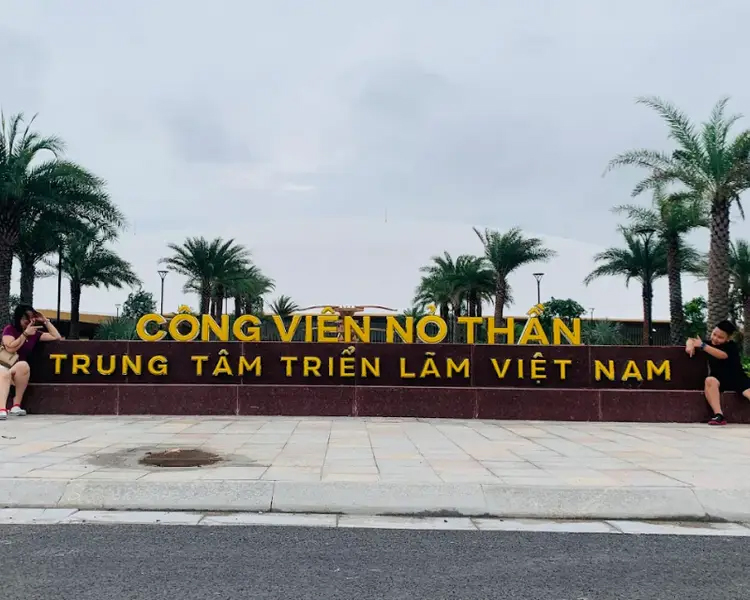 CÔNG VIÊN NỎ THẦN
TRUNG TÂM TRIỂN LÃM VIỆT NAM